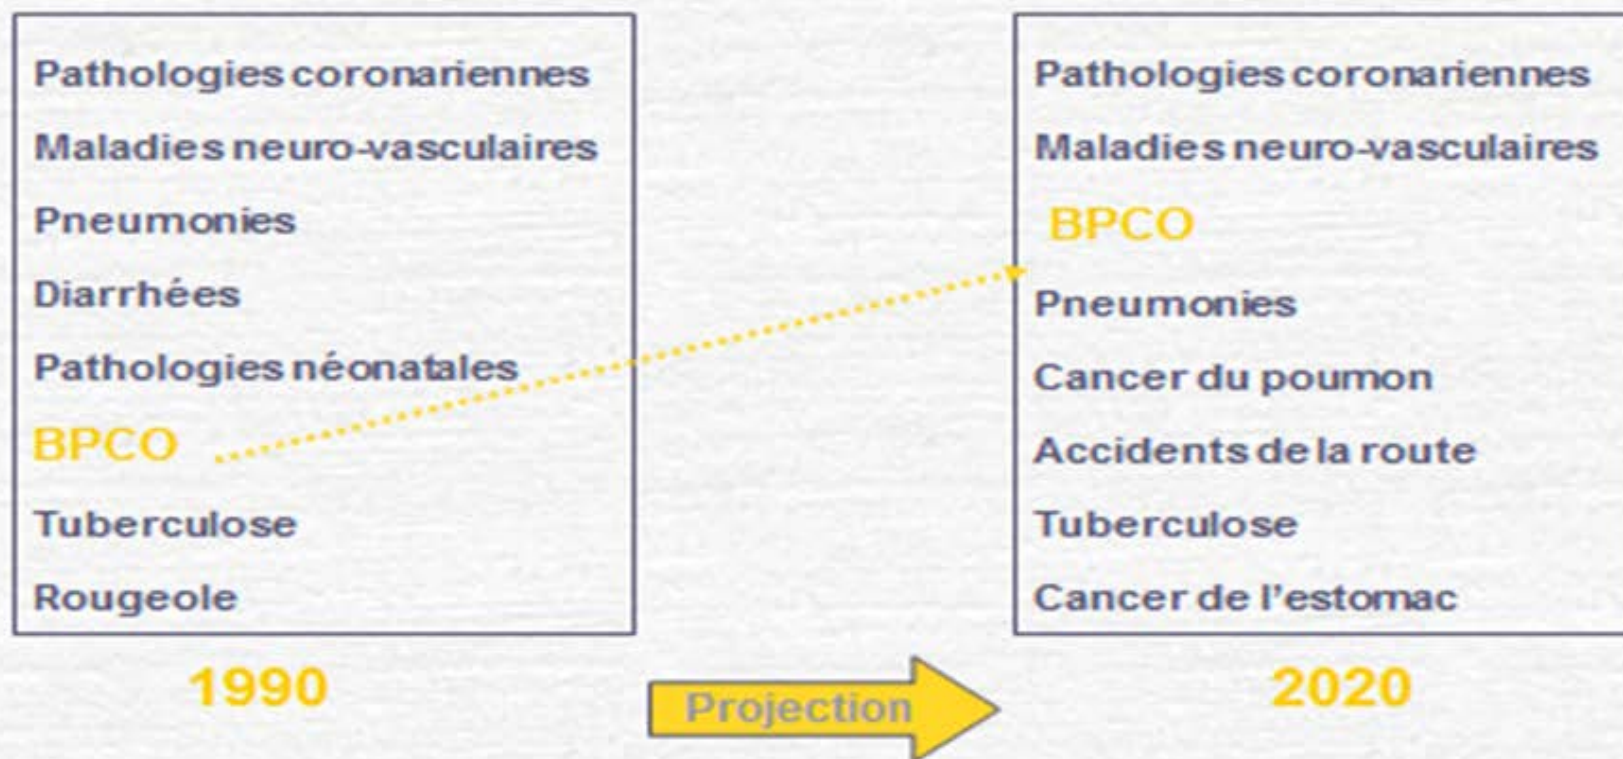 Pathologies coronariennes
Maladies neuro-vasculaires
Pneumonies
Diarrhées
Pathologies néonatales
BPCO
Tuberculose
Rougeole
1990
Projection
Pathologies coronariennes
Maladies neuro-vasculaires
BPCO
Pneumonies
Cancer du poumon
Accidents de la route
Tuberculose
Cancer de l'estomac
2020